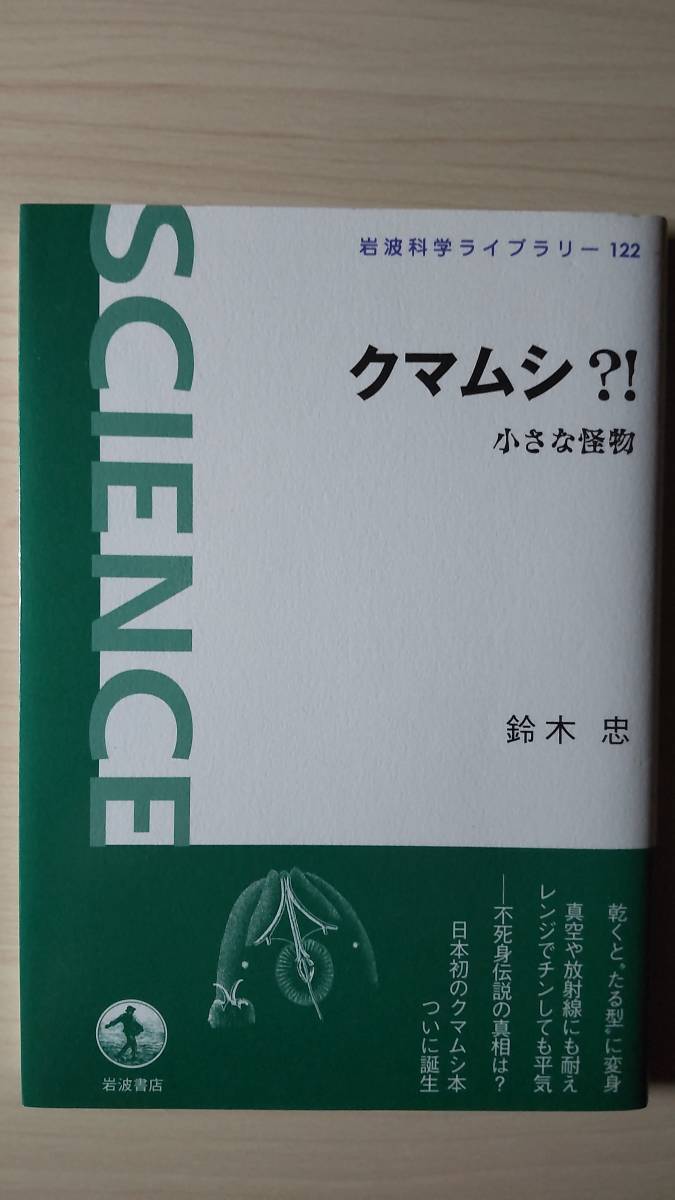 SCIENCE
岩波科学ライブラリー 122
クマムシ?!
小さな怪物
鈴木 忠
乾くと“たる型”に変身
真空や放射線にも耐え
レンジでチンしても平気
――不死身伝説の真相は?
日本初のクマムシ本
ついに誕生
岩波書店